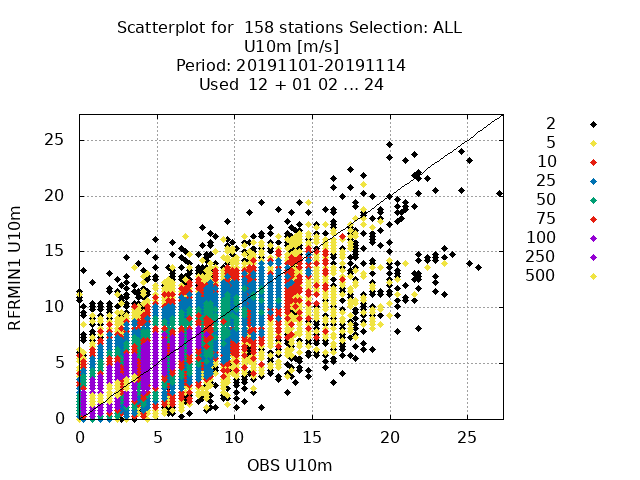 Scatterplot for  158 stations Selection: ALL
U10m [m/s]
Period: 20191101-20191114
Used  12 + 01 02 ... 24
RFRMIN1 U10m
25
20
15
10
5
0
0 5 10 15 20 25
OBS U10m
2
5
10
25
50
75
100
250
500